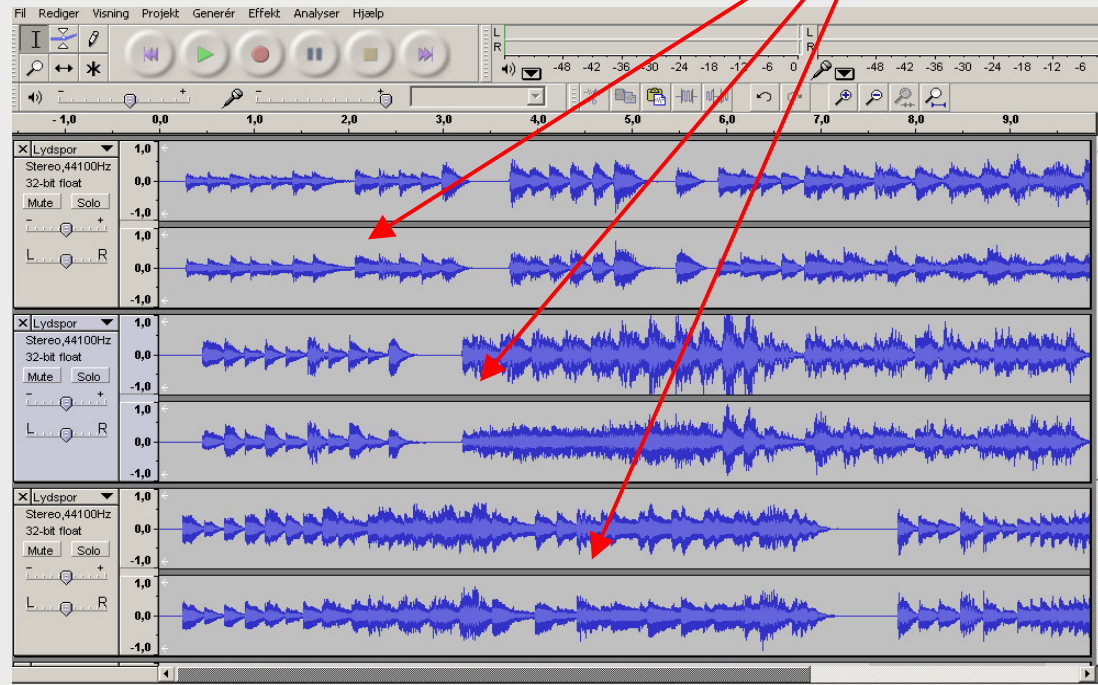 Fil Rediger Visning Projekt Generér Effekt Analyser Hjælp
L
R
-48 -42 -36 -30 -24 -18 -12 -6 0
L
R
-48 -42 -36 -30 -24 -18 -12 -6
- +
- +
- 1,0 0,0 1,0 2,0 3,0 4,0 5,0 6,0 7,0 8,0 9,0
X Lydspor
Stereo,44100Hz
32-bit float
Mute Solo
- +
L R
1,0
0,0
-1,0
1,0
0,0
-1,0
X Lydspor
Stereo,44100Hz
32-bit float
Mute Solo
- +
L R
1,0
0,0
-1,0
1,0
0,0
-1,0
X Lydspor
Stereo,44100Hz
32-bit float
Mute Solo
- +
L R
1,0
0,0
-1,0
1,0
0,0
-1,0